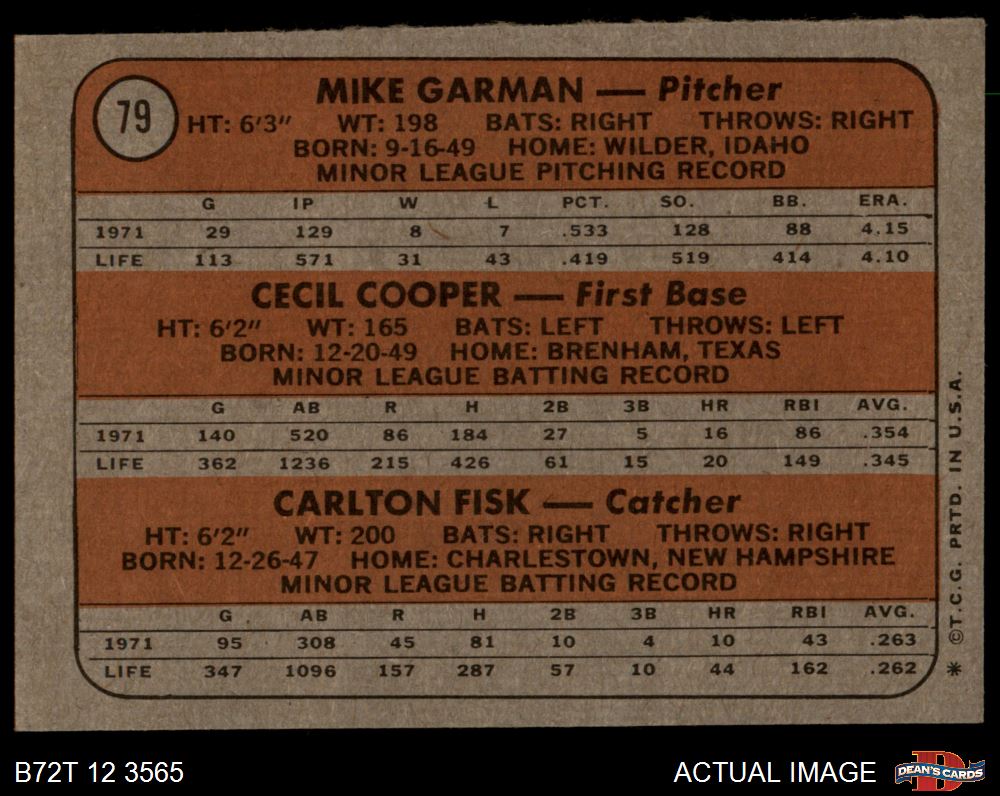 79
MIKE GARMAN — Pitcher
HT: 6'3" WT: 198 BATS: RIGHT THROWS: RIGHT
BORN: 9-16-49 HOME: WILDER, IDAHO
MINOR LEAGUE PITCHING RECORD
G IP W L PCT. SO. BB. ERA.
1971 29 129 8 7 .533 128 88 4.15
LIFE 113 571 31 43 .419 519 414 4.10
CECIL COOPER — First Base
HT: 6'2" WT: 165 BATS: LEFT THROWS: LEFT
BORN: 12-20-49 HOME: BRENHAM, TEXAS
MINOR LEAGUE BATTING RECORD
G AB R H 2B 3B HR RBI AVG.
1971 140 520 86 184 27 5 16 86 .354
LIFE 362 1236 215 426 61 15 20 149 .345
CARLTON FISK — Catcher
HT: 6'2" WT: 200 BATS: RIGHT THROWS: RIGHT
BORN: 12-26-47 HOME: CHARLESTOWN, NEW HAMPSHIRE
MINOR LEAGUE BATTING RECORD
G AB R H 2B 3B HR RBI AVG.
1971 95 308 45 81 10 4 10 43 .263
LIFE 347 1096 157 287 57 10 44 162 .262
* ©T.C.G. PRTD. IN U.S.A.
B72T 12 3565
ACTUAL IMAGE
D
DEAN'S CARDS